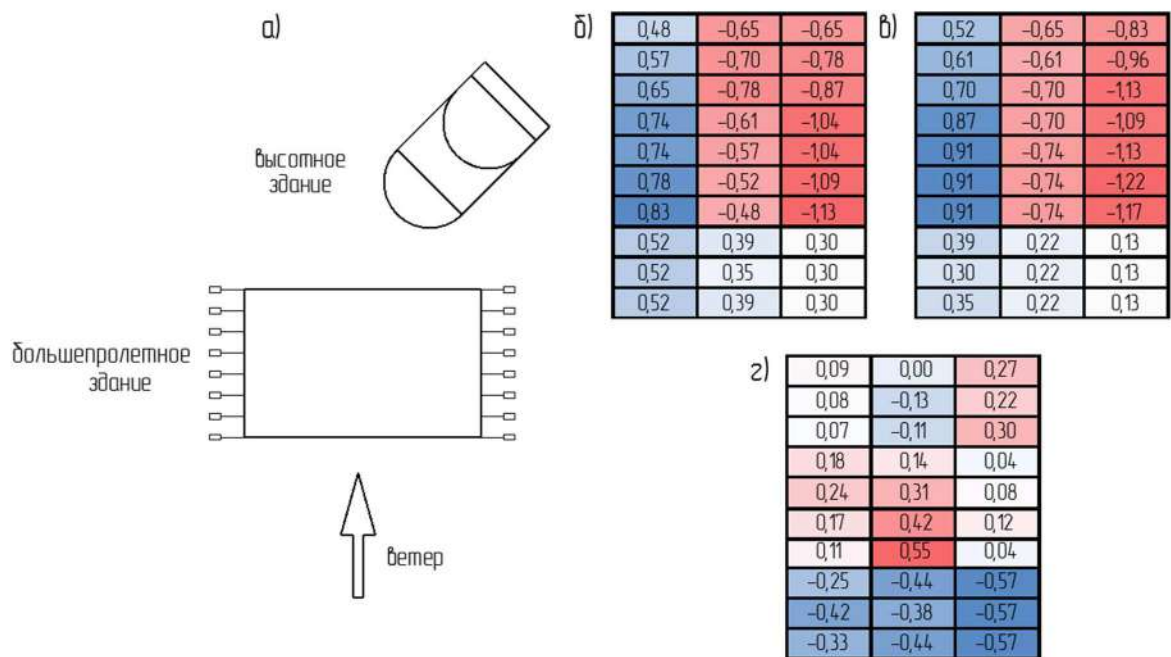 а)
высотное
здание
большепролетное
здание
ветер
б)
0,48 –0,65 –0,65
0,57 –0,70 –0,78
0,65 –0,78 –0,87
0,74 –0,61 –1,04
0,74 –0,57 –1,04
0,78 –0,52 –1,09
0,83 –0,48 –1,13
0,52 0,39 0,30
0,52 0,35 0,30
0,52 0,39 0,30
в)
0,52 –0,65 –0,83
0,61 –0,61 –0,96
0,70 –0,70 –1,13
0,87 –0,70 –1,09
0,91 –0,74 –1,13
0,91 –0,74 –1,22
0,91 –0,74 –1,17
0,39 0,22 0,13
0,30 0,22 0,13
0,35 0,22 0,13
г)
0,09 0,00 0,27
0,08 –0,13 0,22
0,07 –0,11 0,30
0,18 0,14 0,04
0,24 0,31 0,08
0,17 0,42 0,12
0,11 0,55 0,04
–0,25 –0,44 –0,57
–0,42 –0,38 –0,57
–0,33 –0,44 –0,57